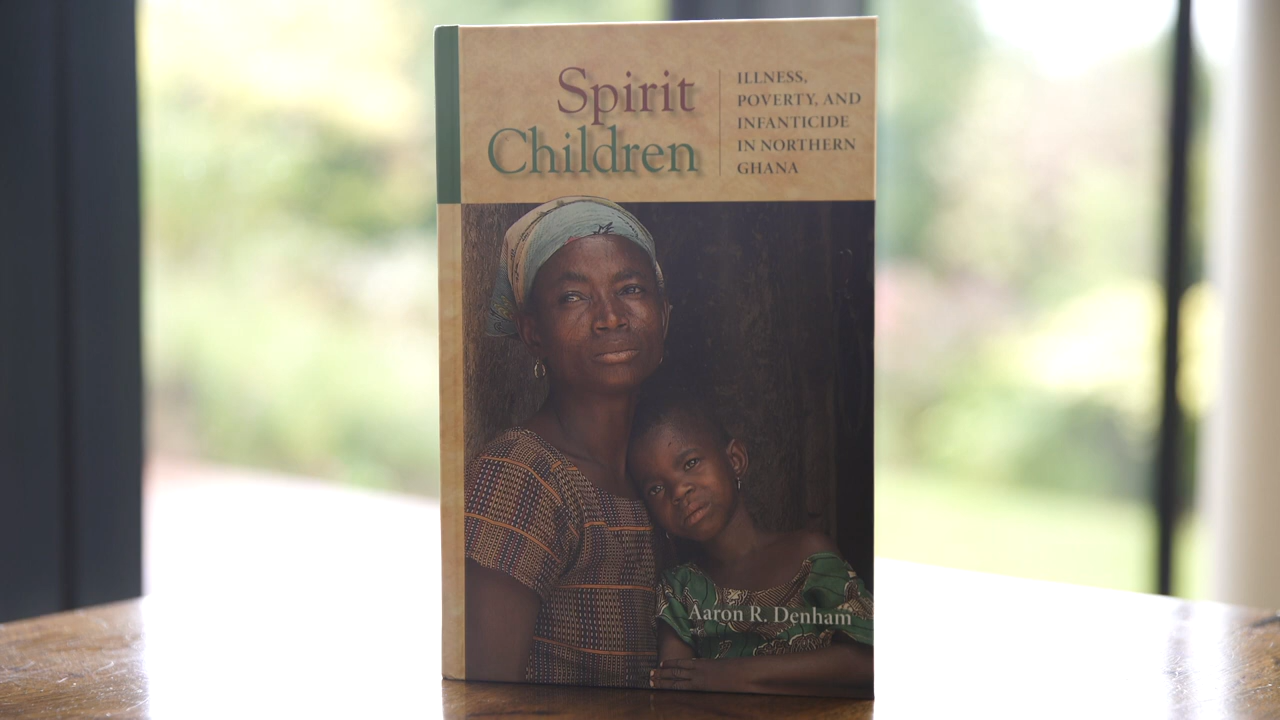 Spirit
Children
ILLNESS,
POVERTY, AND
INFANTICIDE
IN NORTHERN
GHANA
Aaron R. Denham